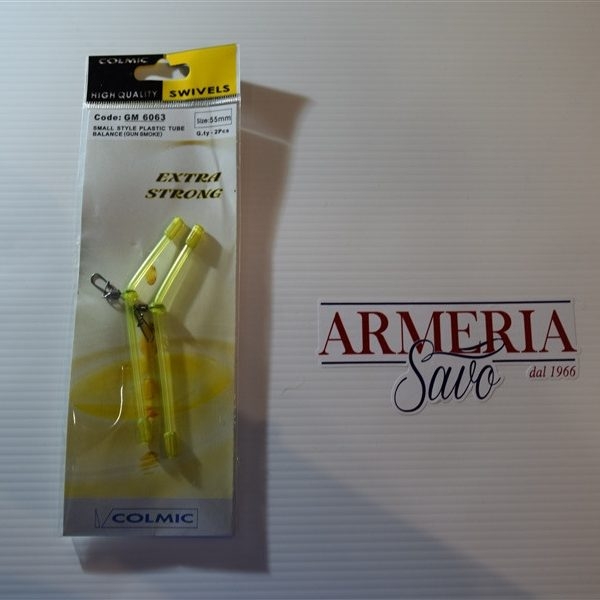 COLMIC
HIGH QUALITY
SWIVELS
Code: GM 6063
Size:55mm
SMALL STYLE PLASTIC TUBE
BALANCE(GUN SMOKE)
Q.ty - 2Pcs
EXTRA
STRONG
COLMIC
ARMERIA
Savo
dal 1966